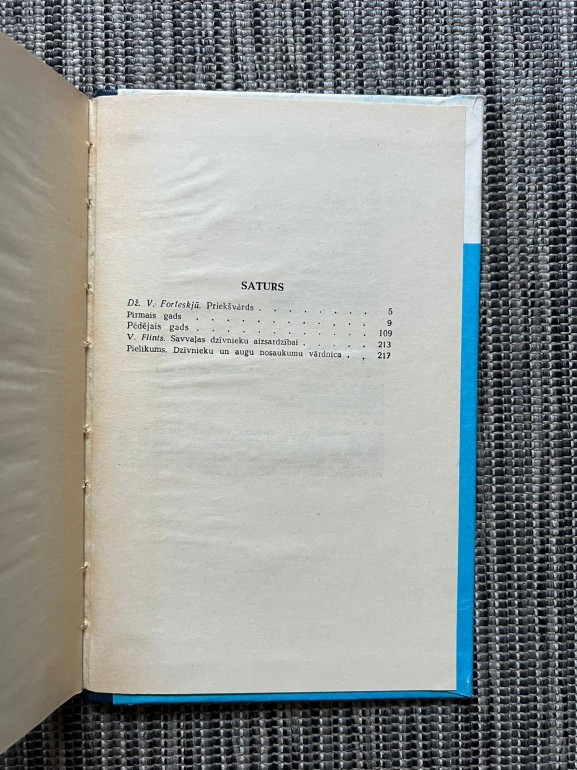 SATURS
Dž. V. Forteskjū. Priekšvārds . . . . . . . . 5
Pirmais gads . . . . . . . . . . . . . 9
Pēdējais gads . . . . . . . . . . . . 109
V. Flints. Savvaļas dzīvnieku aizsardzībai . . . . . 213
Pielikums. Dzīvnieku un augu nosaukumu vārdnīca . . 217